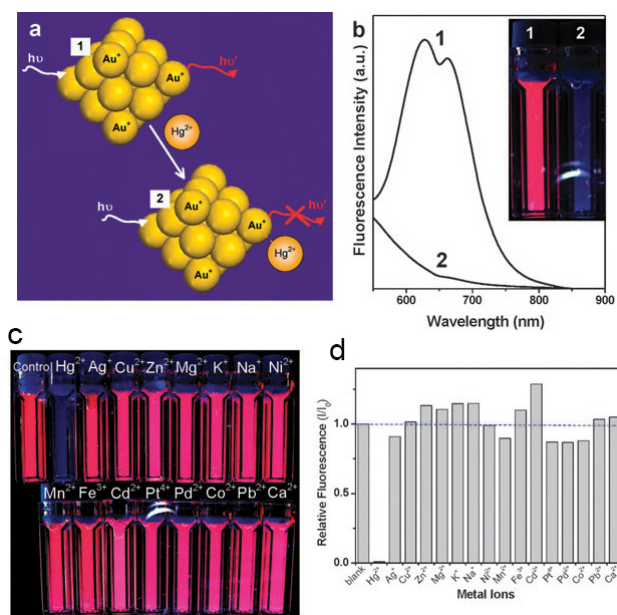 a
1
Au⁺
hυ
hυ'
Au⁺
Au⁺
Hg²⁺
2
Au⁺
hυ
hυ'
Au⁺
Hg²⁺
Au⁺
b
Fluorescence Intensity (a.u.)
1
2
1 2
600 700 800 900
Wavelength (nm)
c
Control Hg²⁺ Ag⁺ Cu²⁺ Zn²⁺ Mg²⁺ K⁺ Na⁺ Ni²⁺
Mn²⁺ Fe³⁺ Cd²⁺ Pt⁴⁺ Pd²⁺ Co²⁺ Pb²⁺ Ca²⁺
d
Relative Fluorescence (I/I₀)
1.0
0.5
0.0
blank Hg²⁺ Ag⁺ Cu²⁺ Zn²⁺ Mg²⁺ K⁺ Na⁺ Ni²⁺ Mn²⁺ Fe³⁺ Cd²⁺ Pt⁴⁺ Pd²⁺ Co²⁺ Pb²⁺ Ca²⁺
Metal Ions